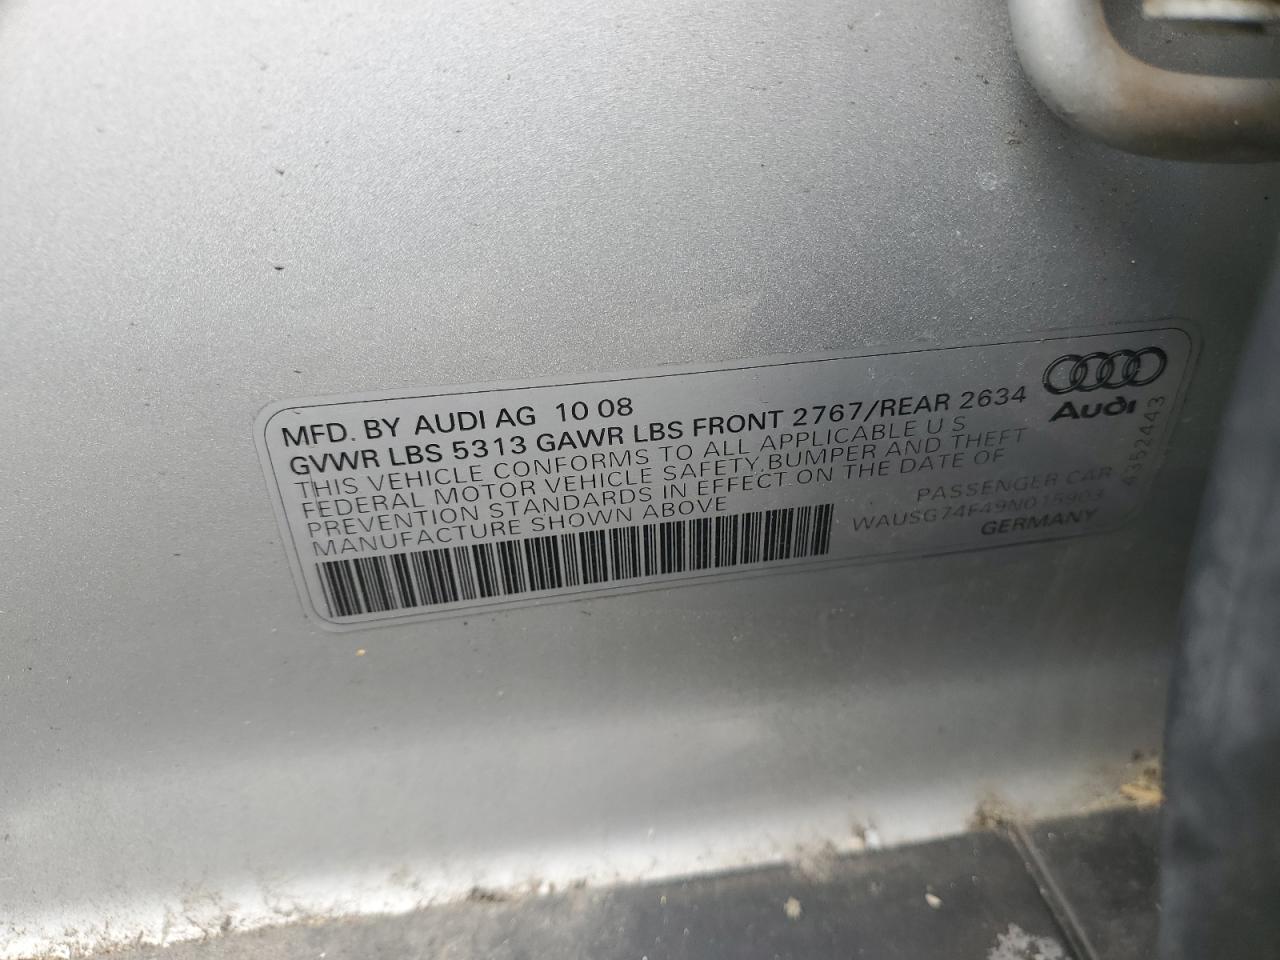 MFD. BY AUDI AG 10 08
GVWR LBS 5313 GAWR LBS FRONT 2767/REAR 2634
THIS VEHICLE CONFORMS TO ALL APPLICABLE U S
FEDERAL MOTOR VEHICLE SAFETY,BUMPER AND THEFT
PREVENTION STANDARDS IN EFFECT ON THE DATE OF
MANUFACTURE SHOWN ABOVE
Audi
PASSENGER CAR
WAUSG74F49N015903
GERMANY
4352443